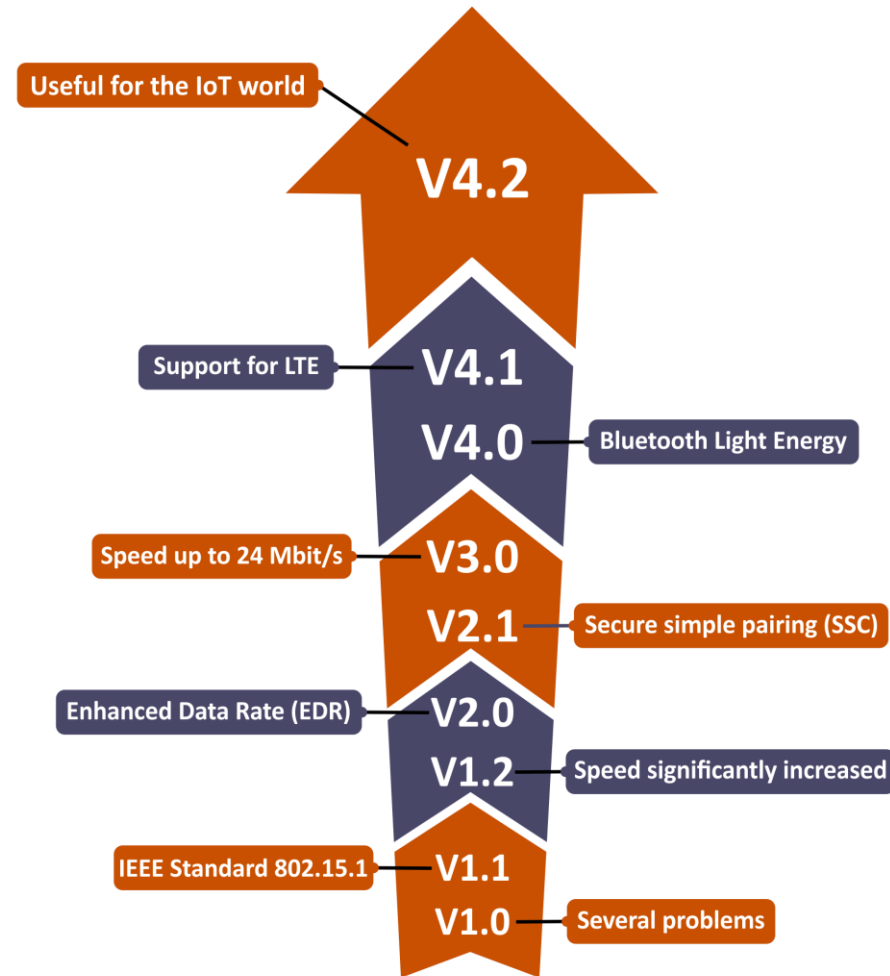 Useful for the IoT world
V4.2
Support for LTE
V4.1
V4.0
Bluetooth Light Energy
Speed up to 24 Mbit/s
V3.0
V2.1
Secure simple pairing (SSC)
Enhanced Data Rate (EDR)
V2.0
V1.2
Speed significantly increased
IEEE Standard 802.15.1
V1.1
V1.0
Several problems